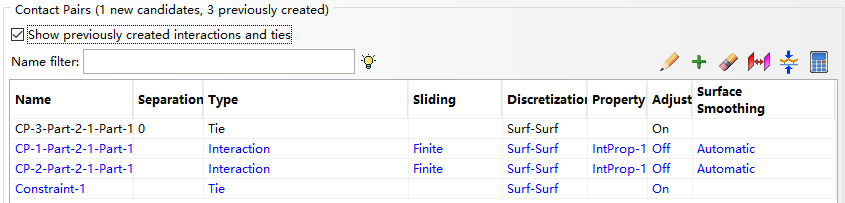 Contact Pairs (1 new candidates, 3 previously created)
Show previously created interactions and ties
Name filter:
Name Separation Type Sliding Discretization Property Adjust Surface Smoothing
CP-3-Part-2-1-Part-1 0 Tie Surf-Surf On
CP-1-Part-2-1-Part-1 Interaction Finite Surf-Surf IntProp-1 Off Automatic
CP-2-Part-2-1-Part-1 Interaction Finite Surf-Surf IntProp-1 Off Automatic
Constraint-1 Tie Surf-Surf On